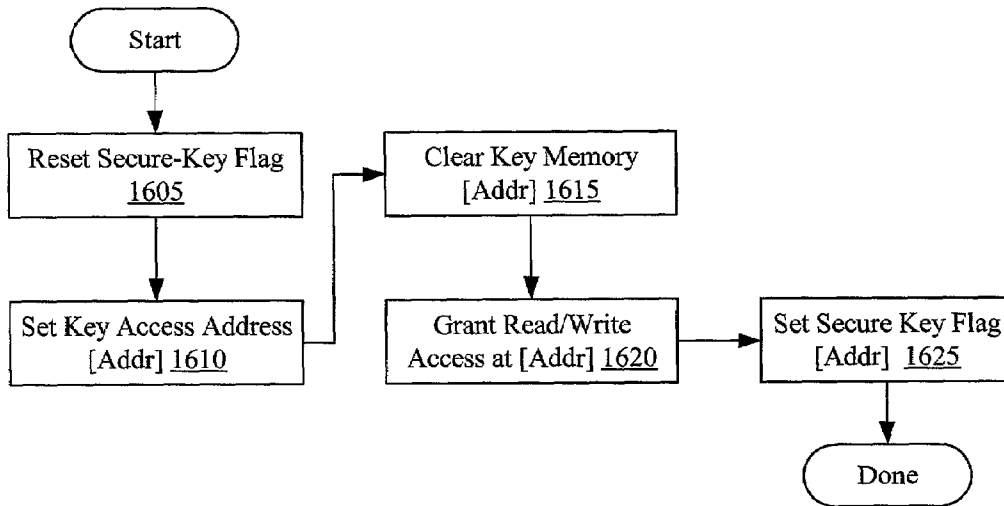 Start
Reset Secure-Key Flag
1605
Set Key Access Address
[Addr] 1610
Clear Key Memory
[Addr] 1615
Grant Read/Write
Access at [Addr] 1620
Set Secure Key Flag
[Addr] 1625
Done